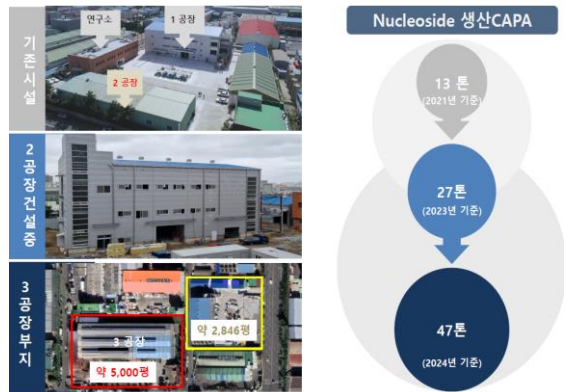 기존시설
연구소
1 공장
2 공장
2공장건설중
3공장부지
3 공장
약 5,000평
약 2,846평
Nucleoside 생산CAPA
13 톤
(2021년 기준)
27톤
(2023년 기준)
47톤
(2024년 기준)